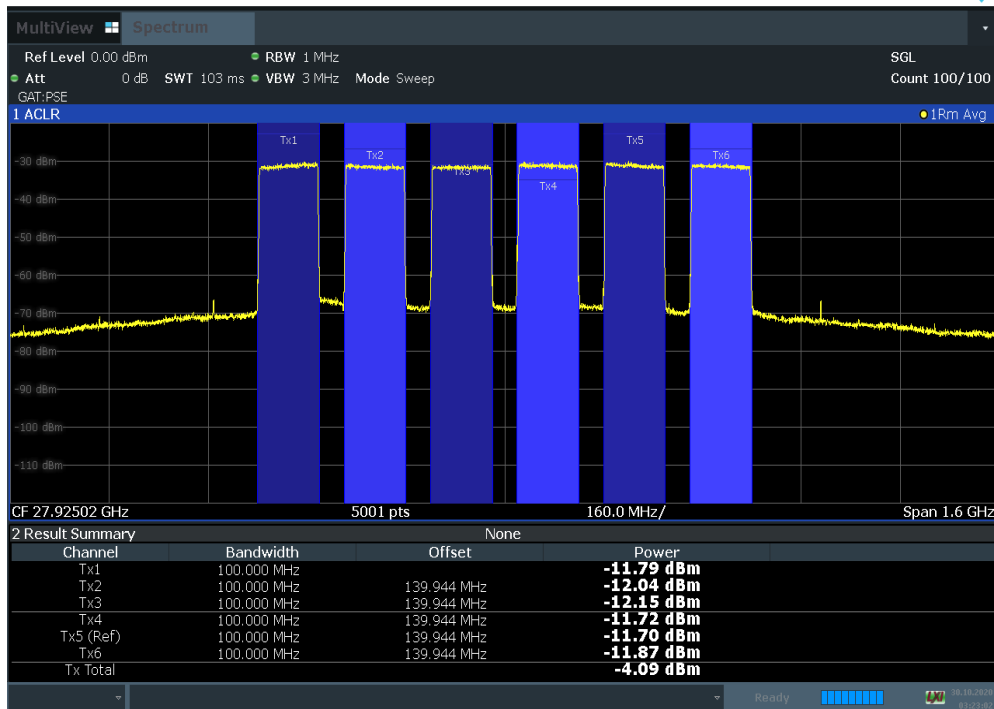 MultiView Spectrum
Ref Level 0.00 dBm RBW 1 MHz SGL
Att 0 dB SWT 103 ms VBW 3 MHz Mode Sweep Count 100/100
GAT:PSE
1 ACLR 1Rm Avg
Tx1 Tx5
Tx2 Tx6
-30 dBm
Tx3
Tx4
-40 dBm
-50 dBm
-60 dBm
-70 dBm
-80 dBm
-90 dBm
-100 dBm
-110 dBm
CF 27.92502 GHz 5001 pts 160.0 MHz/ Span 1.6 GHz
2 Result Summary None
Channel Bandwidth Offset Power
Tx1 100.000 MHz -11.79 dBm
Tx2 100.000 MHz 139.944 MHz -12.04 dBm
Tx3 100.000 MHz 139.944 MHz -12.15 dBm
Tx4 100.000 MHz 139.944 MHz -11.72 dBm
Tx5 (Ref) 100.000 MHz 139.944 MHz -11.70 dBm
Tx6 100.000 MHz 139.944 MHz -11.87 dBm
Tx Total -4.09 dBm
Ready 30.10.2020
03:23:02